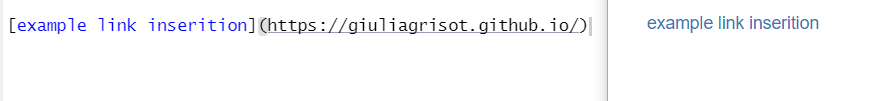 [example link inserition](https://giuliagrisot.github.io/)
example link inserition